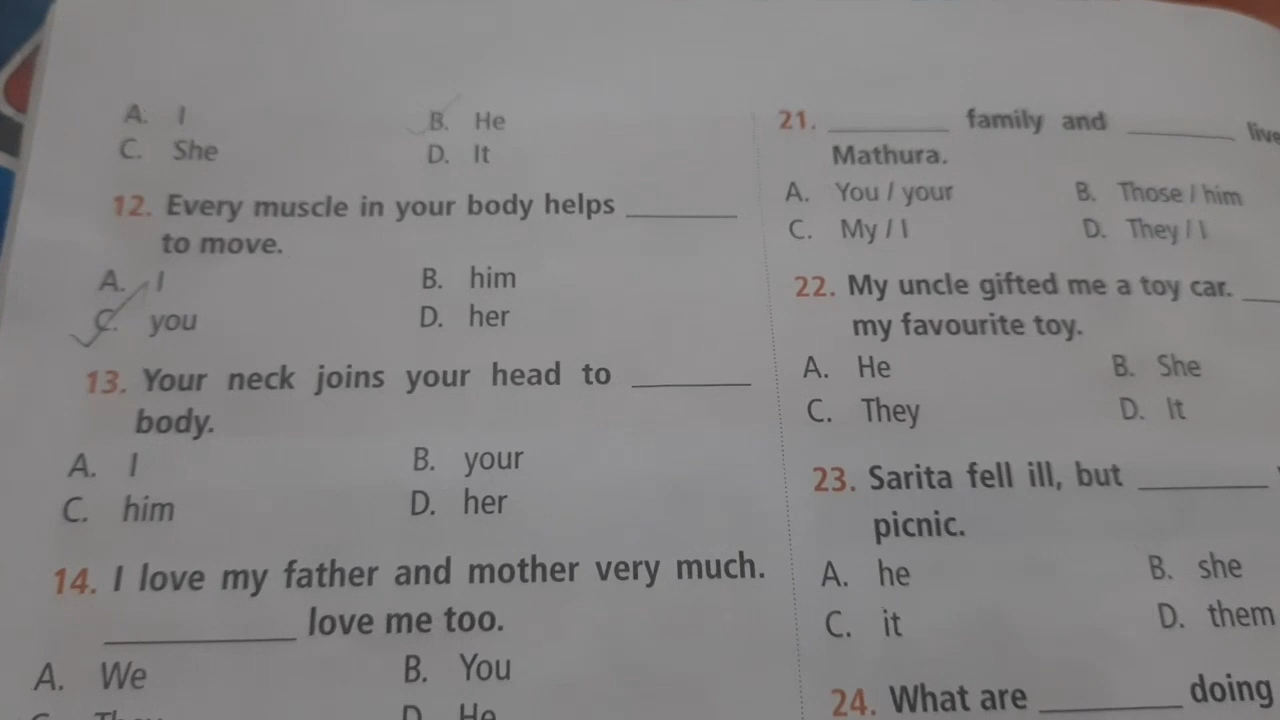 A. I
B. He
C. She
D. It
12. Every muscle in your body helps ________
to move.
A. I
B. him
C. you
D. her
13. Your neck joins your head to ________
body.
A. I
B. your
C. him
D. her
14. I love my father and mother very much.
________ love me too.
A. We
B. You
D. He
21. ________ family and ________ live
Mathura.
A. You / your
B. Those / him
C. My / I
D. They / I
22. My uncle gifted me a toy car. ___
my favourite toy.
A. He
B. She
C. They
D. It
23. Sarita fell ill, but ________
picnic.
A. he
B. she
C. it
D. them
24. What are ________ doing